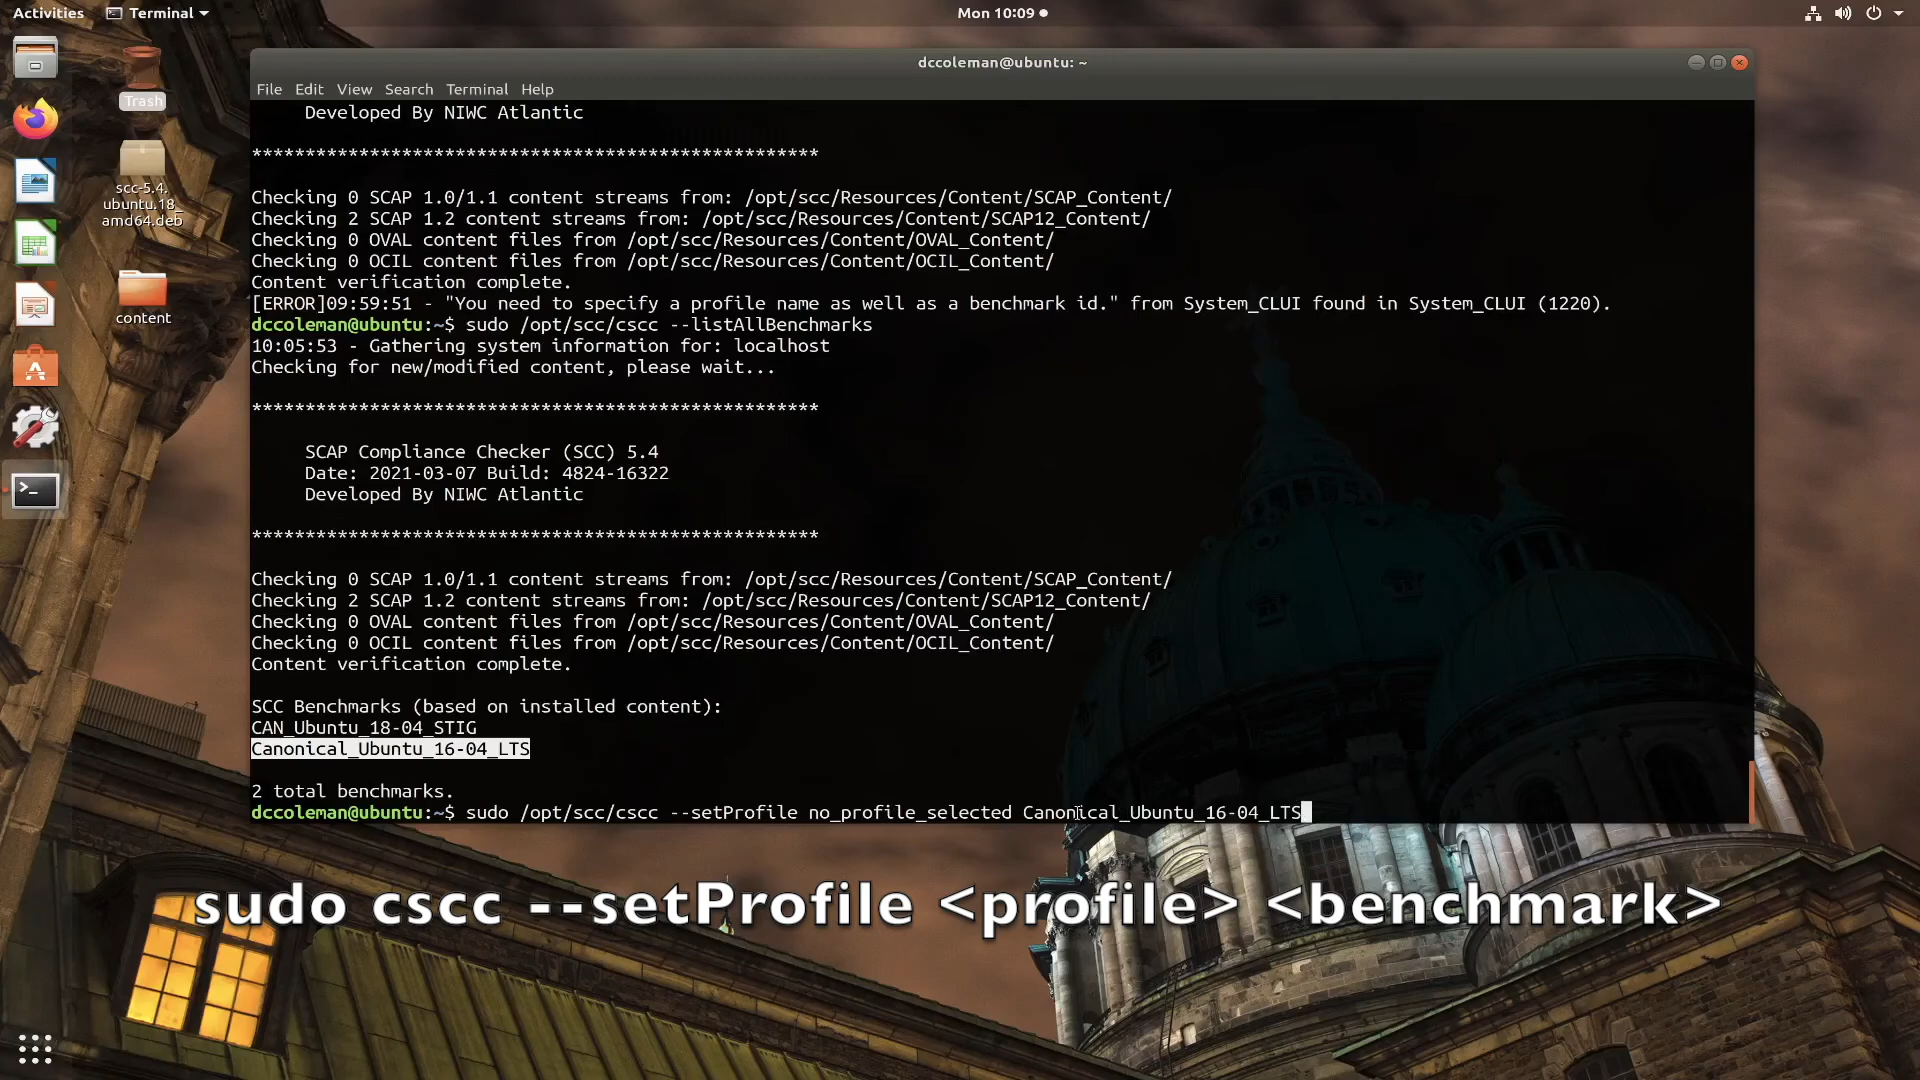 Activities
Terminal
Mon 10:09
Trash
scc-5.4.
ubuntu.18_
amd64.deb
content
dccoleman@ubuntu: ~
File Edit View Search Terminal Help
Developed By NIWC Atlantic
*****************************************************
Checking 0 SCAP 1.0/1.1 content streams from: /opt/scc/Resources/Content/SCAP_Content/
Checking 2 SCAP 1.2 content streams from: /opt/scc/Resources/Content/SCAP12_Content/
Checking 0 OVAL content files from /opt/scc/Resources/Content/OVAL_Content/
Checking 0 OCIL content files from /opt/scc/Resources/Content/OCIL_Content/
Content verification complete.
[ERROR]09:59:51 - "You need to specify a profile name as well as a benchmark id." from System_CLUI found in System_CLUI (1220).
dccoleman@ubuntu:~$ sudo /opt/scc/cscc --listAllBenchmarks
10:05:53 - Gathering system information for: localhost
Checking for new/modified content, please wait...
*****************************************************
SCAP Compliance Checker (SCC) 5.4
Date: 2021-03-07 Build: 4824-16322
Developed By NIWC Atlantic
*****************************************************
Checking 0 SCAP 1.0/1.1 content streams from: /opt/scc/Resources/Content/SCAP_Content/
Checking 2 SCAP 1.2 content streams from: /opt/scc/Resources/Content/SCAP12_Content/
Checking 0 OVAL content files from /opt/scc/Resources/Content/OVAL_Content/
Checking 0 OCIL content files from /opt/scc/Resources/Content/OCIL_Content/
Content verification complete.
SCC Benchmarks (based on installed content):
CAN_Ubuntu_18-04_STIG
Canonical_Ubuntu_16-04_LTS
2 total benchmarks.
dccoleman@ubuntu:~$ sudo /opt/scc/cscc --setProfile no_profile_selected Canonical_Ubuntu_16-04_LTS
sudo cscc --setProfile <profile> <benchmark>